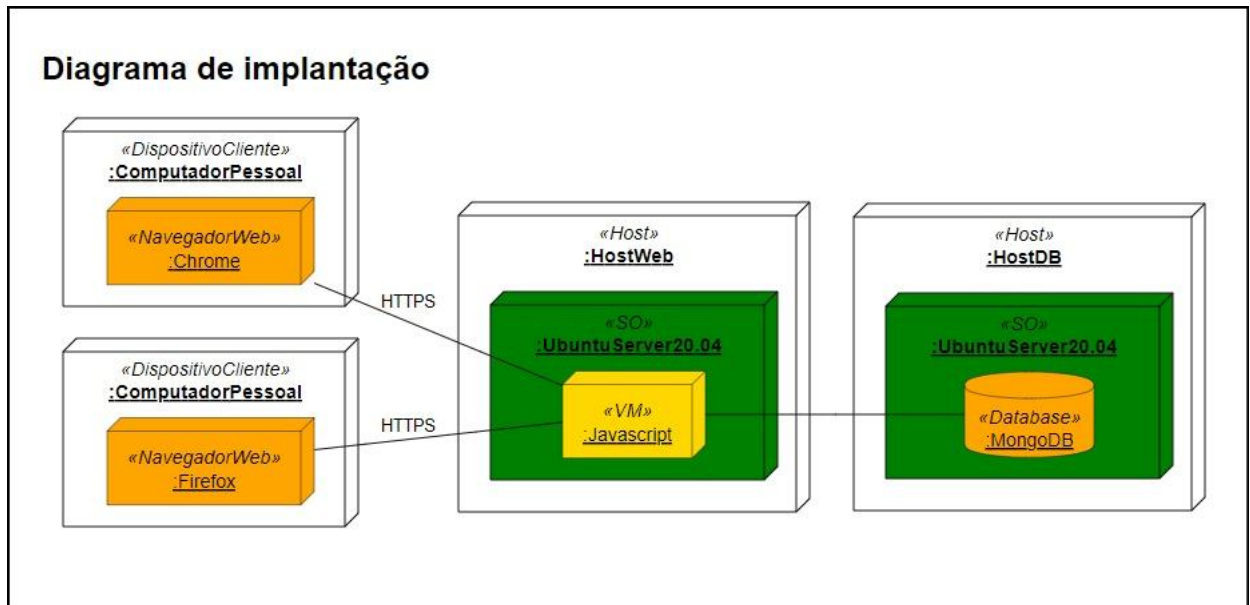 Diagrama de implantação
«DispositivoCliente»
:ComputadorPessoal
«NavegadorWeb»
:Chrome
HTTPS
«DispositivoCliente»
:ComputadorPessoal
«NavegadorWeb»
:Firefox
HTTPS
«Host»
:HostWeb
«SO»
:UbuntuServer20.04
«VM»
:Javascript
«Host»
:HostDB
«SO»
:UbuntuServer20.04
«Database»
:MongoDB